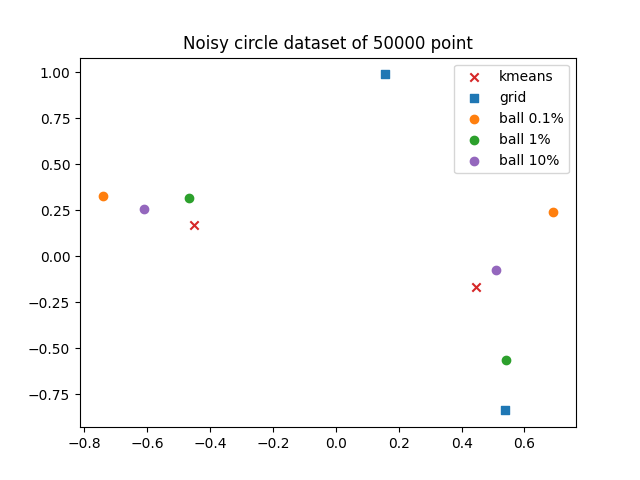 Noisy circle dataset of 50000 point
kmeans
grid
ball 0.1%
ball 1%
ball 10%
1.00
0.75
0.50
0.25
0.00
−0.25
−0.50
−0.75
−0.8 −0.6 −0.4 −0.2 0.0 0.2 0.4 0.6